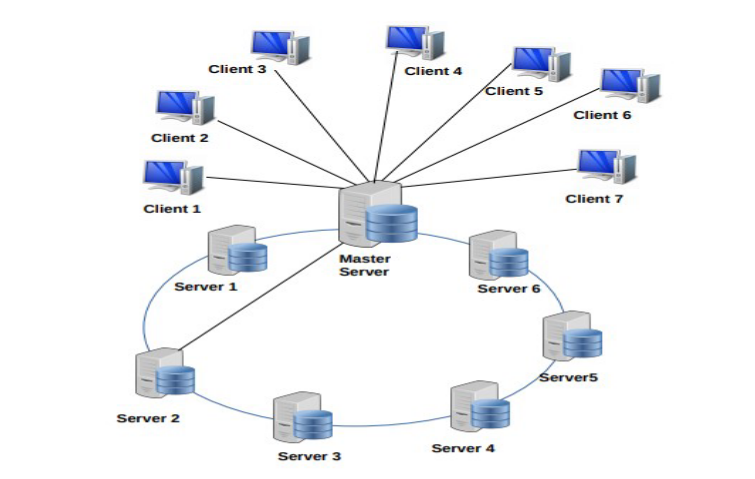 Client 3
Client 4
Client 5
Client 6
Client 2
Client 7
Client 1
Master
Server
Server 1
Server 6
Server5
Server 2
Server 4
Server 3